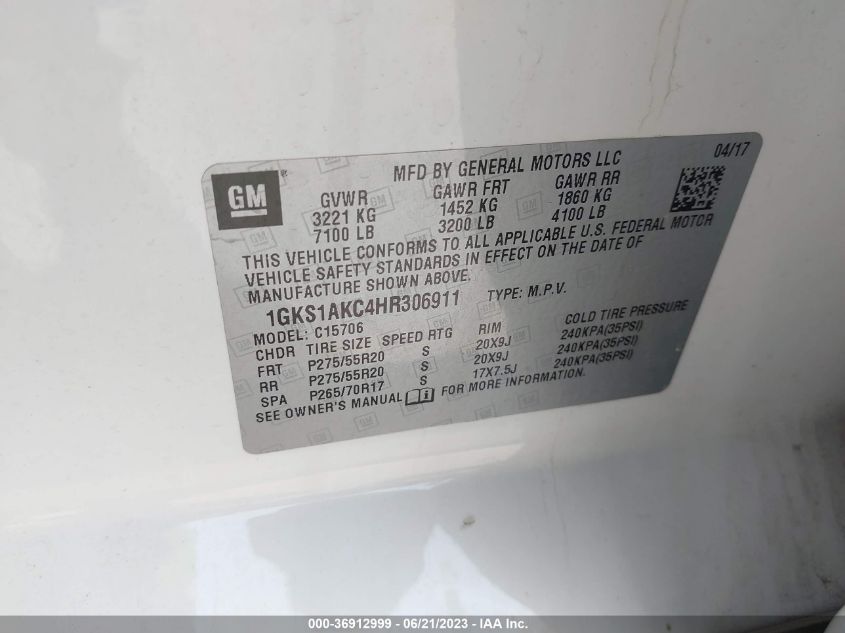 GM
MFD BY GENERAL MOTORS LLC
04/17
GVWR GAWR FRT GAWR RR
3221 KG 1452 KG 1860 KG
7100 LB 3200 LB 4100 LB
THIS VEHICLE CONFORMS TO ALL APPLICABLE U.S. FEDERAL MOTOR
VEHICLE SAFETY STANDARDS IN EFFECT ON THE DATE OF
MANUFACTURE SHOWN ABOVE.
1GKS1AKC4HR306911 TYPE: M.P.V.
MODEL: C15706
CHDR TIRE SIZE SPEED RTG RIM COLD TIRE PRESSURE
FRT P275/55R20 S 20X9J 240KPA(35PSI)
RR P275/55R20 S 20X9J 240KPA(35PSI)
SPA P265/70R17 S 17X7.5J 240KPA(35PSI)
SEE OWNER'S MANUAL i FOR MORE INFORMATION.
000-36912999 - 06/21/2023 - IAA Inc.